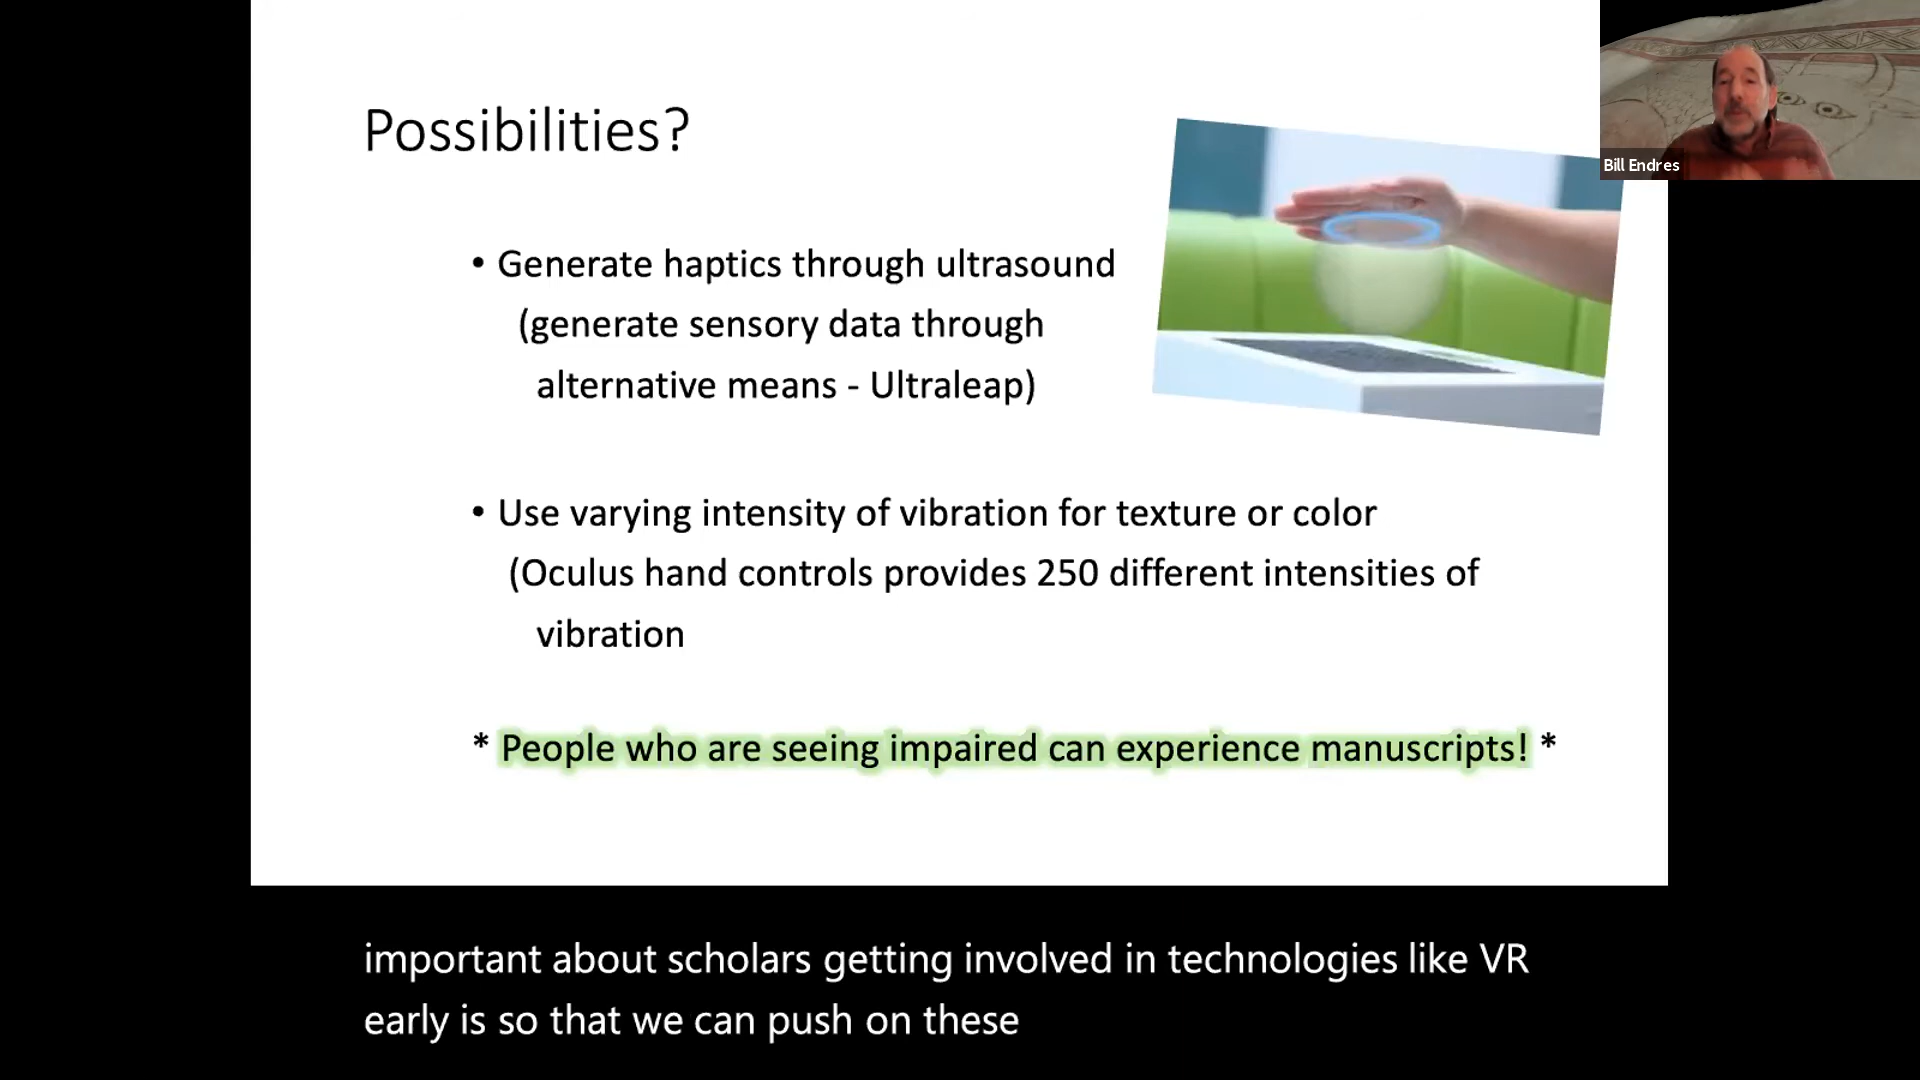 Possibilities?
• Generate haptics through ultrasound
(generate sensory data through
alternative means - Ultraleap)
• Use varying intensity of vibration for texture or color
(Oculus hand controls provides 250 different intensities of
vibration
* People who are seeing impaired can experience manuscripts! *
Bill Endres
important about scholars getting involved in technologies like VR
early is so that we can push on these